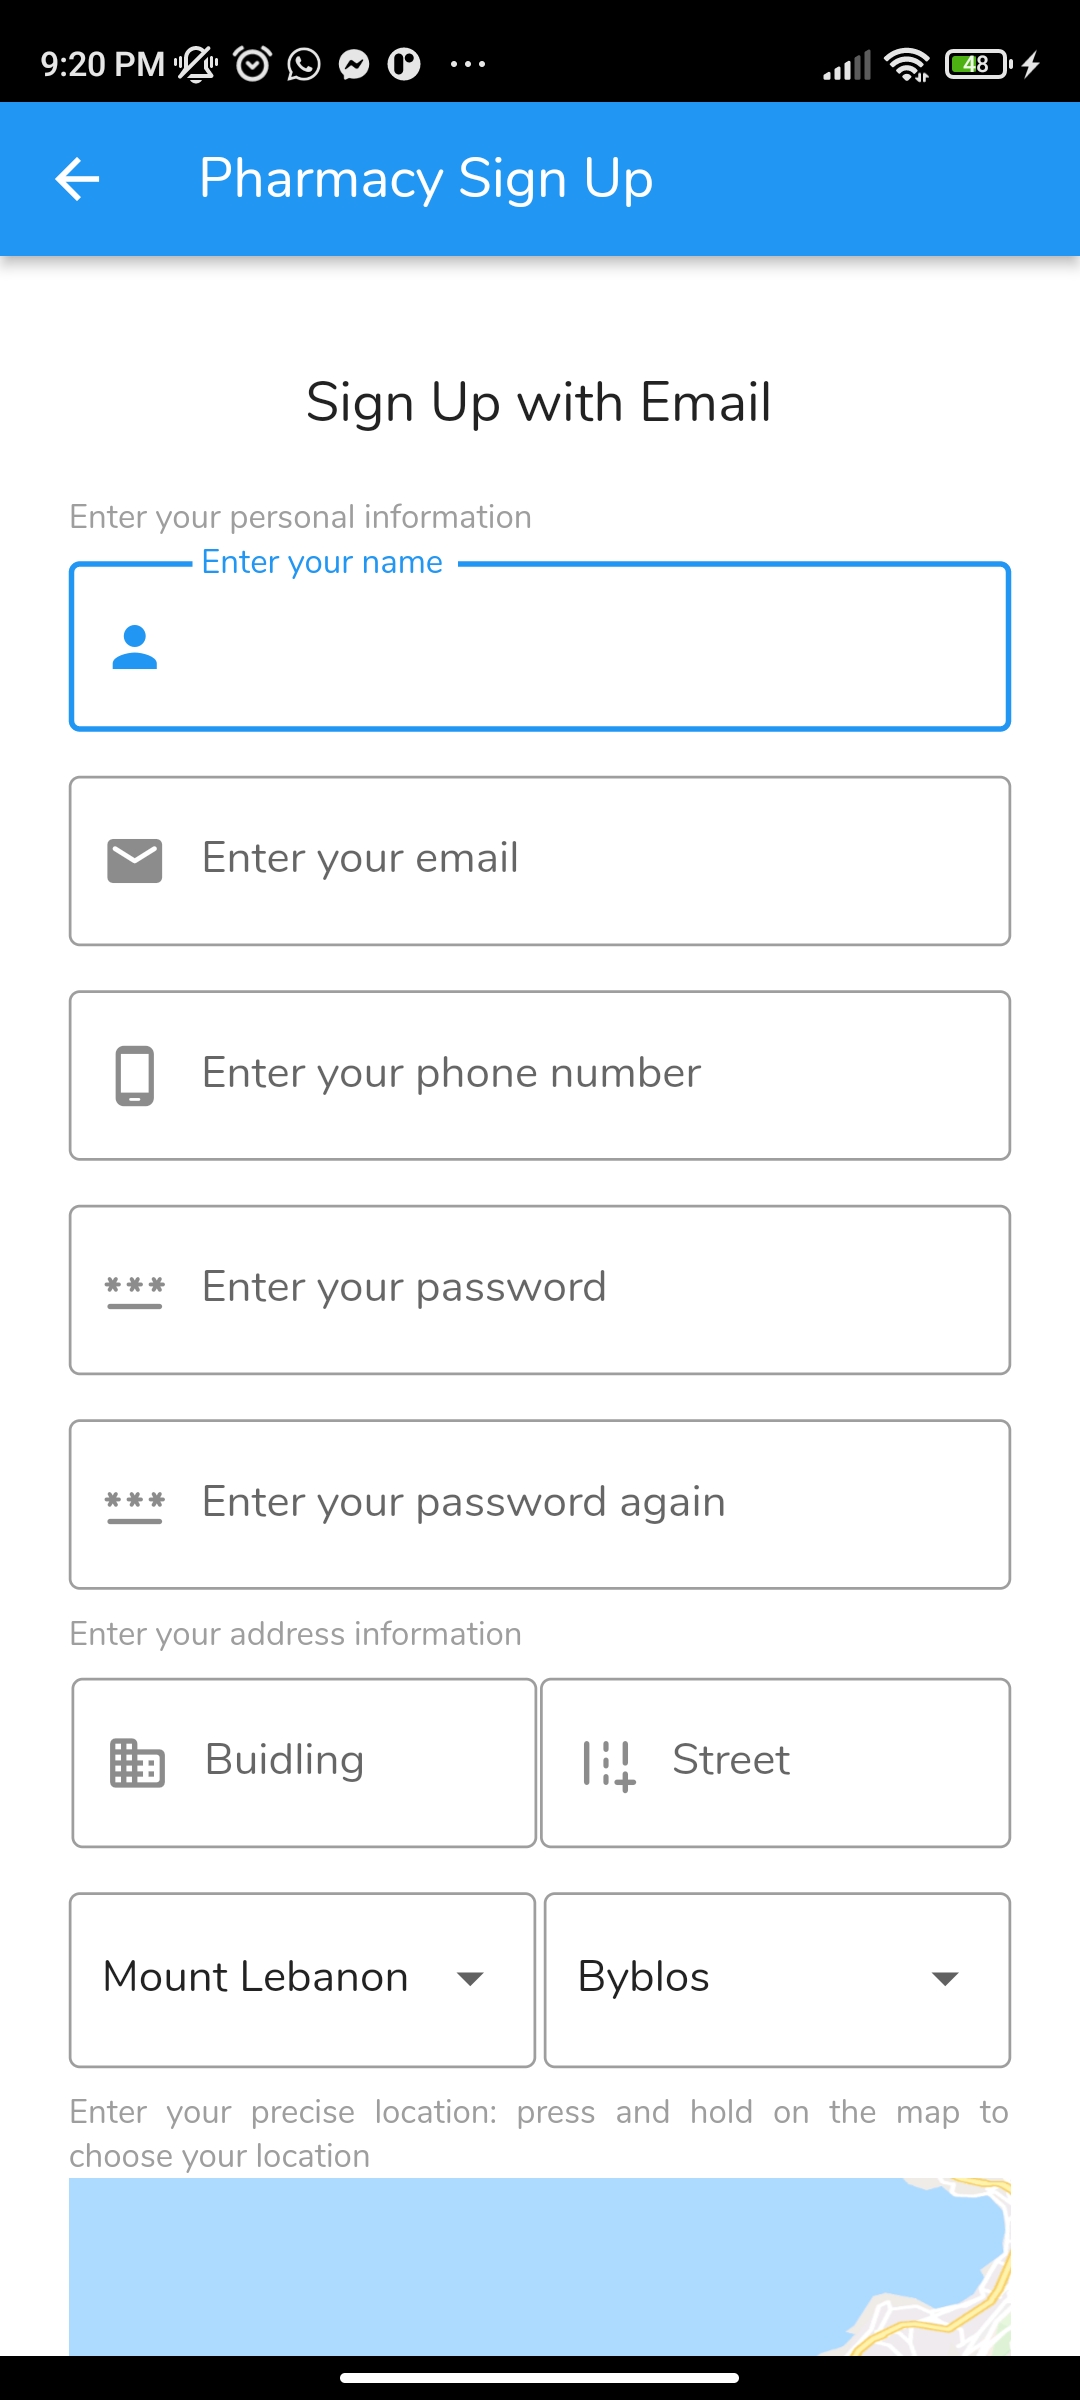 9:20 PM
48
Pharmacy Sign Up
Sign Up with Email
Enter your personal information
Enter your name
Enter your email
Enter your phone number
Enter your password
Enter your password again
Enter your address information
Buidling
Street
Mount Lebanon
Byblos
Enter your precise location: press and hold on the map to
choose your location